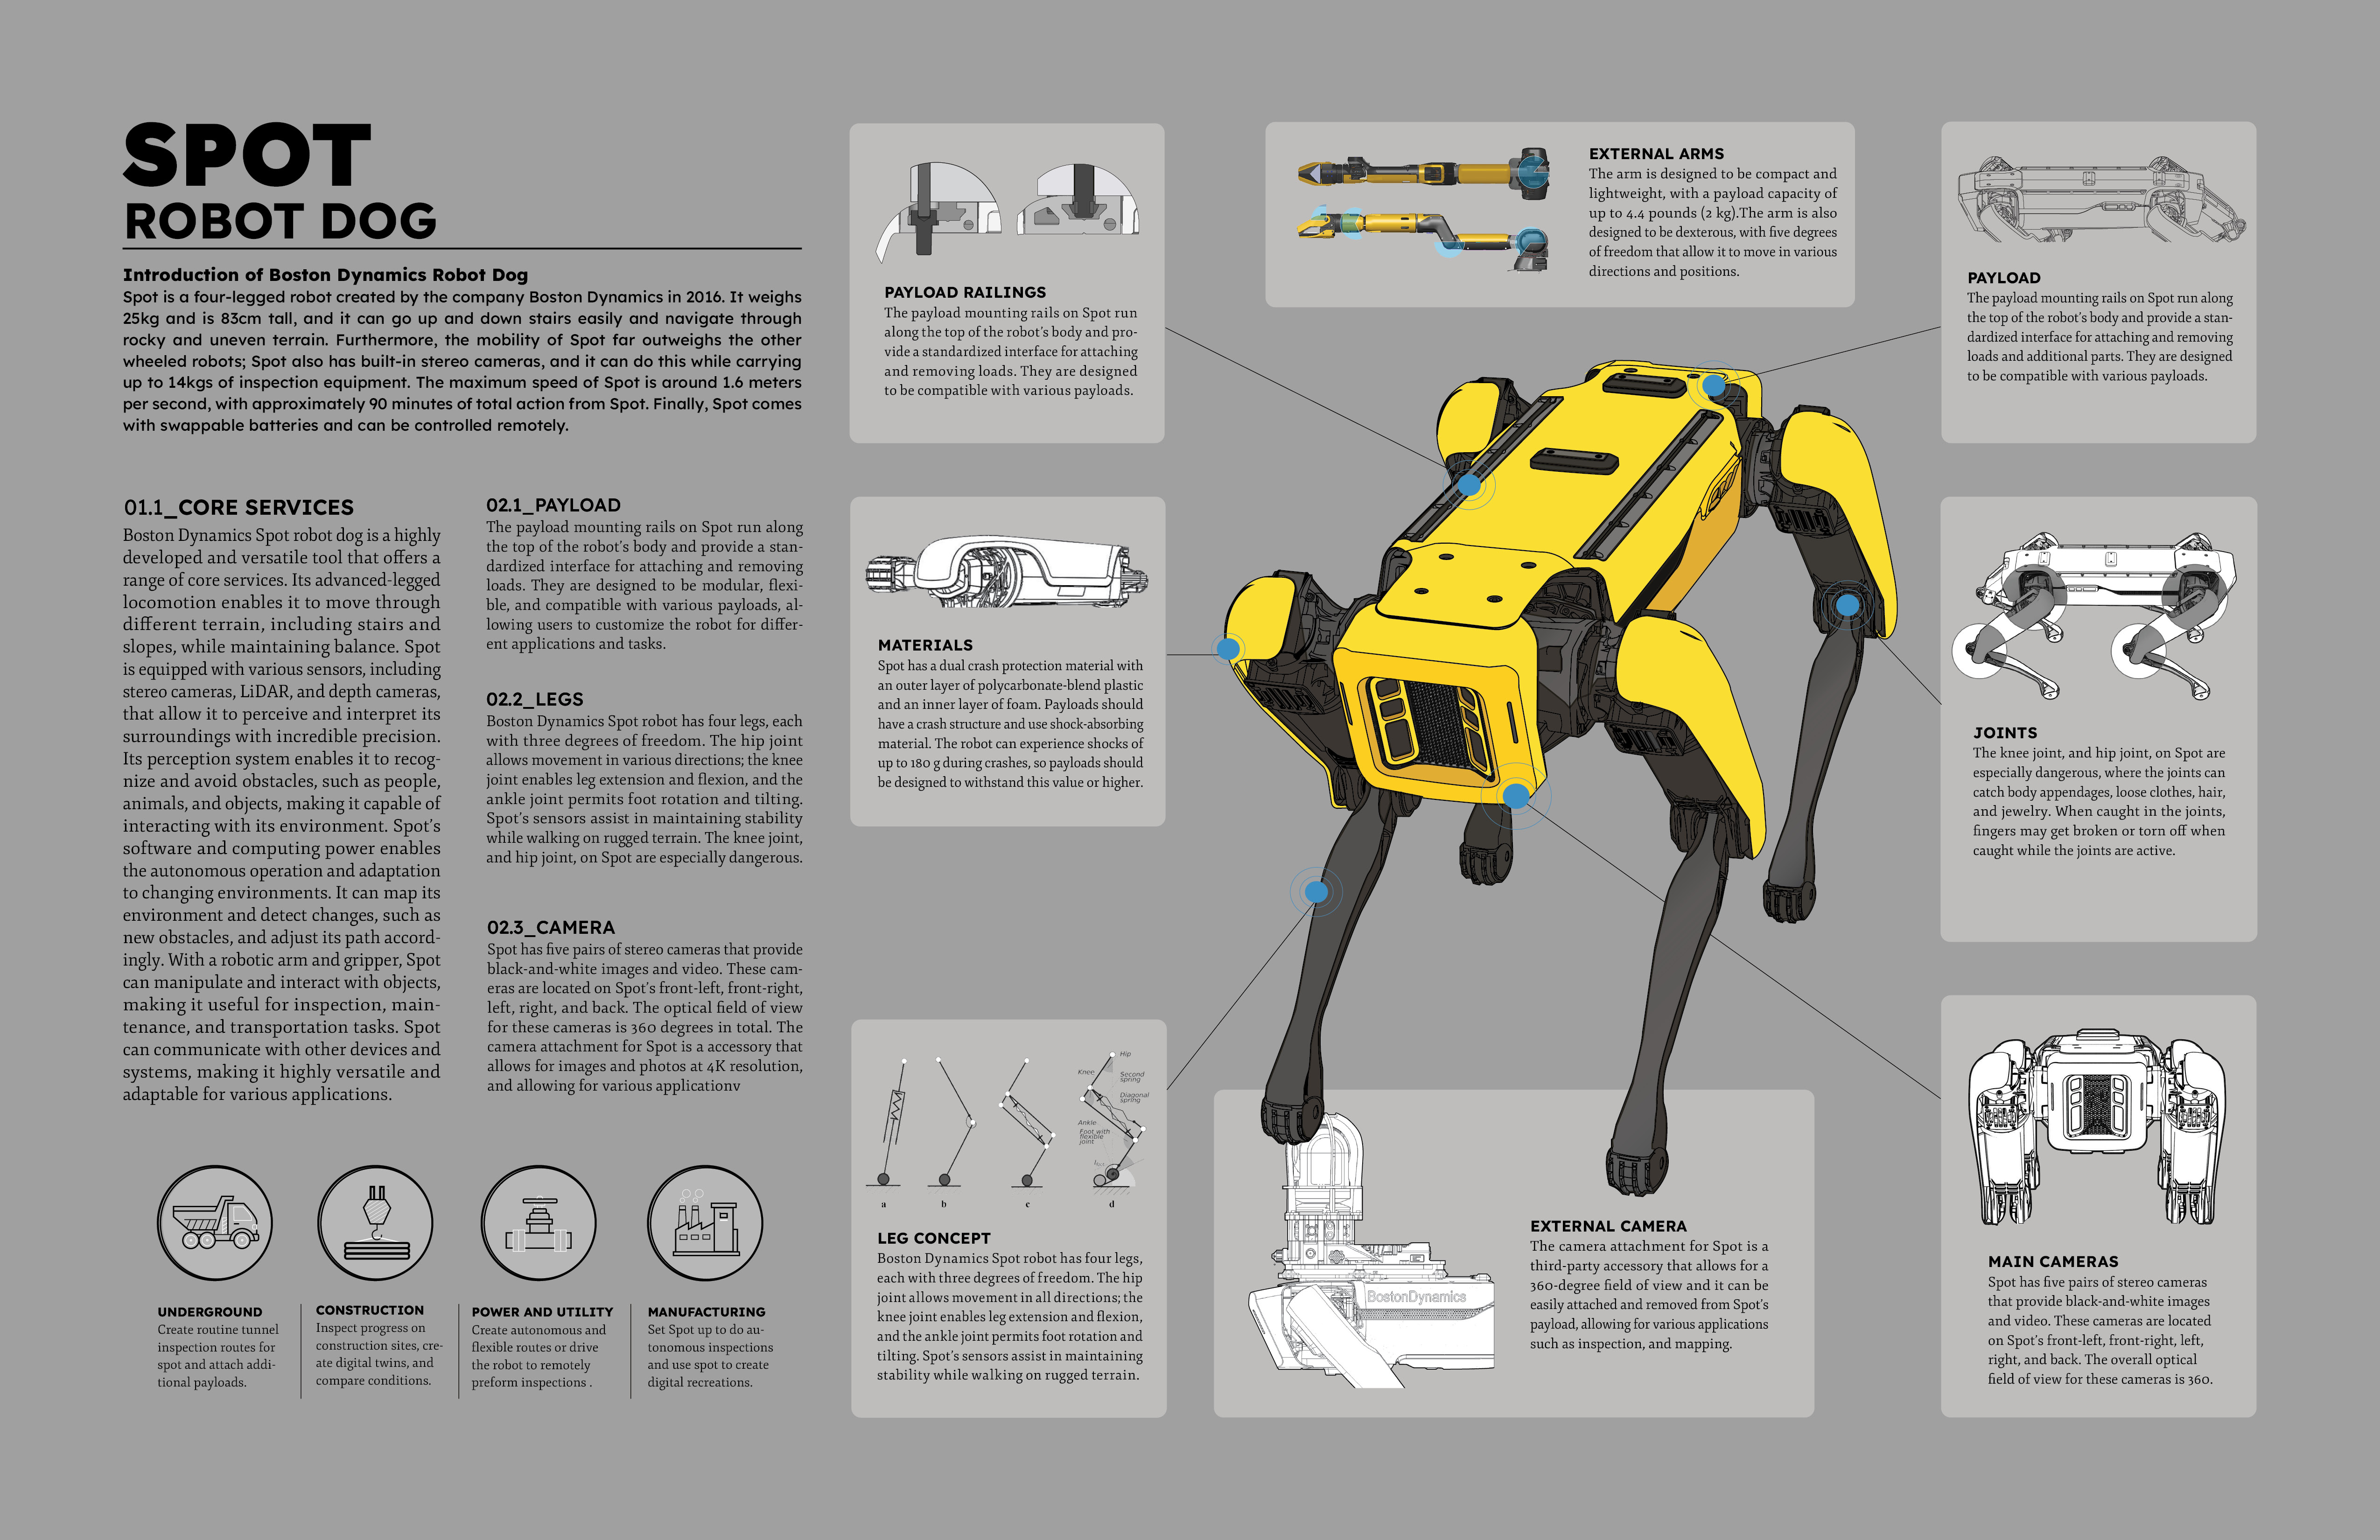 SPOT
ROBOT DOG
Introduction of Boston Dynamics Robot Dog
Spot is a four-legged robot created by the company Boston Dynamics in 2016. It weighs
25kg and is 83cm tall, and it can go up and down stairs easily and navigate through
rocky and uneven terrain. Furthermore, the mobility of Spot far outweighs the other
wheeled robots; Spot also has built-in stereo cameras, and it can do this while carrying
up to 14kgs of inspection equipment. The maximum speed of Spot is around 1.6 meters
per second, with approximately 90 minutes of total action from Spot. Finally, Spot comes
with swappable batteries and can be controlled remotely.
01.1_CORE SERVICES
Boston Dynamics Spot robot dog is a highly
developed and versatile tool that offers a
range of core services. Its advanced-legged
locomotion enables it to move through
different terrain, including stairs and
slopes, while maintaining balance. Spot
is equipped with various sensors, including
stereo cameras, LiDAR, and depth cameras,
that allow it to perceive and interpret its
surroundings with incredible precision.
Its perception system enables it to recog-
nize and avoid obstacles, such as people,
animals, and objects, making it capable of
interacting with its environment. Spot's
software and computing power enables
the autonomous operation and adaptation
to changing environments. It can map its
environment and detect changes, such as
new obstacles, and adjust its path accord-
ingly. With a robotic arm and gripper, Spot
can manipulate and interact with objects,
making it useful for inspection, main-
tenance, and transportation tasks. Spot
can communicate with other devices and
systems, making it highly versatile and
adaptable for various applications.
02.1_PAYLOAD
The payload mounting rails on Spot run along
the top of the robot's body and provide a stan-
dardized interface for attaching and removing
loads. They are designed to be modular, flexi-
ble, and compatible with various payloads, al-
lowing users to customize the robot for differ-
ent applications and tasks.
02.2_LEGS
Boston Dynamics Spot robot has four legs, each
with three degrees of freedom. The hip joint
allows movement in various directions; the knee
joint enables leg extension and flexion, and the
ankle joint permits foot rotation and tilting.
Spot's sensors assist in maintaining stability
while walking on rugged terrain. The knee joint,
and hip joint, on Spot are especially dangerous.
02.3_CAMERA
Spot has five pairs of stereo cameras that provide
black-and-white images and video. These cam-
eras are located on Spot's front-left, front-right,
left, right, and back. The optical field of view
for these cameras is 360 degrees in total. The
camera attachment for Spot is a accessory that
allows for images and photos at 4K resolution,
and allowing for various applicationv
UNDERGROUND
Create routine tunnel
inspection routes for
spot and attach addi-
tional payloads.
CONSTRUCTION
Inspect progress on
construction sites, cre-
ate digital twins, and
compare conditions.
POWER AND UTILITY
Create autonomous and
flexible routes or drive
the robot to remotely
preform inspections .
MANUFACTURING
Set Spot up to do au-
tonomous inspections
and use spot to create
digital recreations.
PAYLOAD RAILINGS
The payload mounting rails on Spot run
along the top of the robot's body and pro-
vide a standardized interface for attaching
and removing loads. They are designed
to be compatible with various payloads.
MATERIALS
Spot has a dual crash protection material with
an outer layer of polycarbonate-blend plastic
and an inner layer of foam. Payloads should
have a crash structure and use shock-absorbing
material. The robot can experience shocks of
up to 180 g during crashes, so payloads should
be designed to withstand this value or higher.
Hip
Knee
Second
spring
Diagonal
spring
Ankle
Foot with
flexible
joint
a
b
c
d
LEG CONCEPT
Boston Dynamics Spot robot has four legs,
each with three degrees of freedom. The hip
joint allows movement in all directions; the
knee joint enables leg extension and flexion,
and the ankle joint permits foot rotation and
tilting. Spot's sensors assist in maintaining
stability while walking on rugged terrain.
EXTERNAL ARMS
The arm is designed to be compact and
lightweight, with a payload capacity of
up to 4.4 pounds (2 kg).The arm is also
designed to be dexterous, with five degrees
of freedom that allow it to move in various
directions and positions.
BostonDynamics
EXTERNAL CAMERA
The camera attachment for Spot is a
third-party accessory that allows for a
360-degree field of view and it can be
easily attached and removed from Spot's
payload, allowing for various applications
such as inspection, and mapping.
PAYLOAD
The payload mounting rails on Spot run along
the top of the robot's body and provide a stan-
dardized interface for attaching and removing
loads and additional parts. They are designed
to be compatible with various payloads.
JOINTS
The knee joint, and hip joint, on Spot are
especially dangerous, where the joints can
catch body appendages, loose clothes, hair,
and jewelry. When caught in the joints,
fingers may get broken or torn off when
caught while the joints are active.
MAIN CAMERAS
Spot has five pairs of stereo cameras
that provide black-and-white images
and video. These cameras are located
on Spot's front-left, front-right, left,
right, and back. The overall optical
field of view for these cameras is 360.